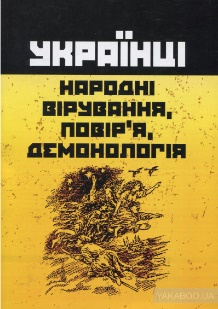 УКРАЇНЦІ
НАРОДНІ
ВІРУВАННЯ,
ПОВІР'Я,
ДЕМОНОЛОГІЯ
YAKABOO.UA